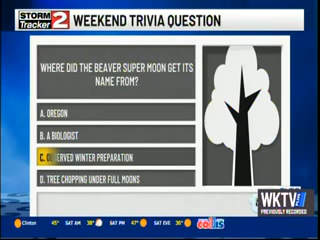 STORM
Tracker 2
WEEKEND TRIVIA QUESTION
WHERE DID THE BEAVER SUPER MOON GET ITS
NAME FROM?
A. OREGON
B. A BIOLOGIST
C. OBSERVED WINTER PREPARATION
D. TREE CHOPPING UNDER FULL MOONS
WKTV
PREVIOUSLY RECORDED
Clinton 45° SAT AM 38° SAT PM 47° SAT EVE 36°